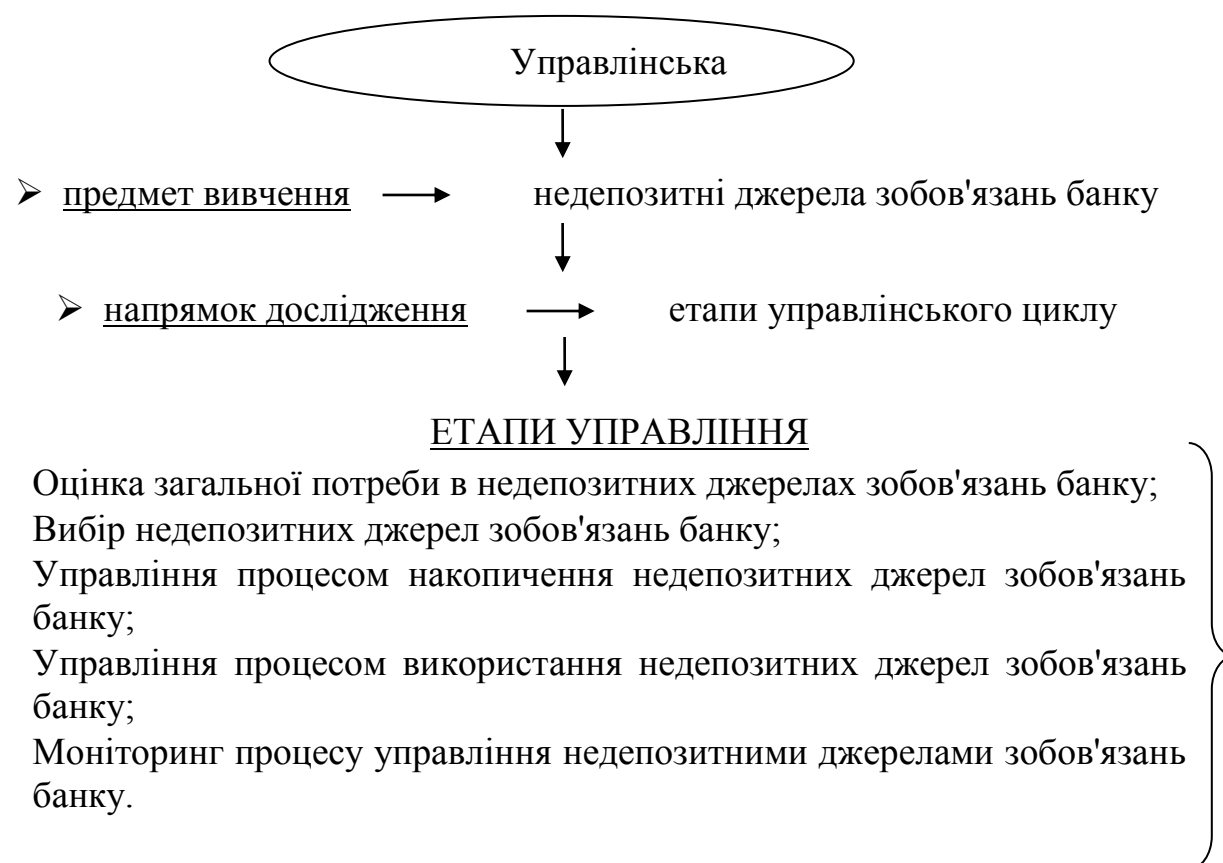 Управлінська
предмет вивчення недепозитні джерела зобов'язань банку
напрямок дослідження етапи управлінського циклу
ЕТАПИ УПРАВЛІННЯ
Оцінка загальної потреби в недепозитних джерелах зобов'язань банку;
Вибір недепозитних джерел зобов'язань банку;
Управління процесом накопичення недепозитних джерел зобов'язань
банку;
Управління процесом використання недепозитних джерел зобов'язань
банку;
Моніторинг процесу управління недепозитними джерелами зобов'язань
банку.